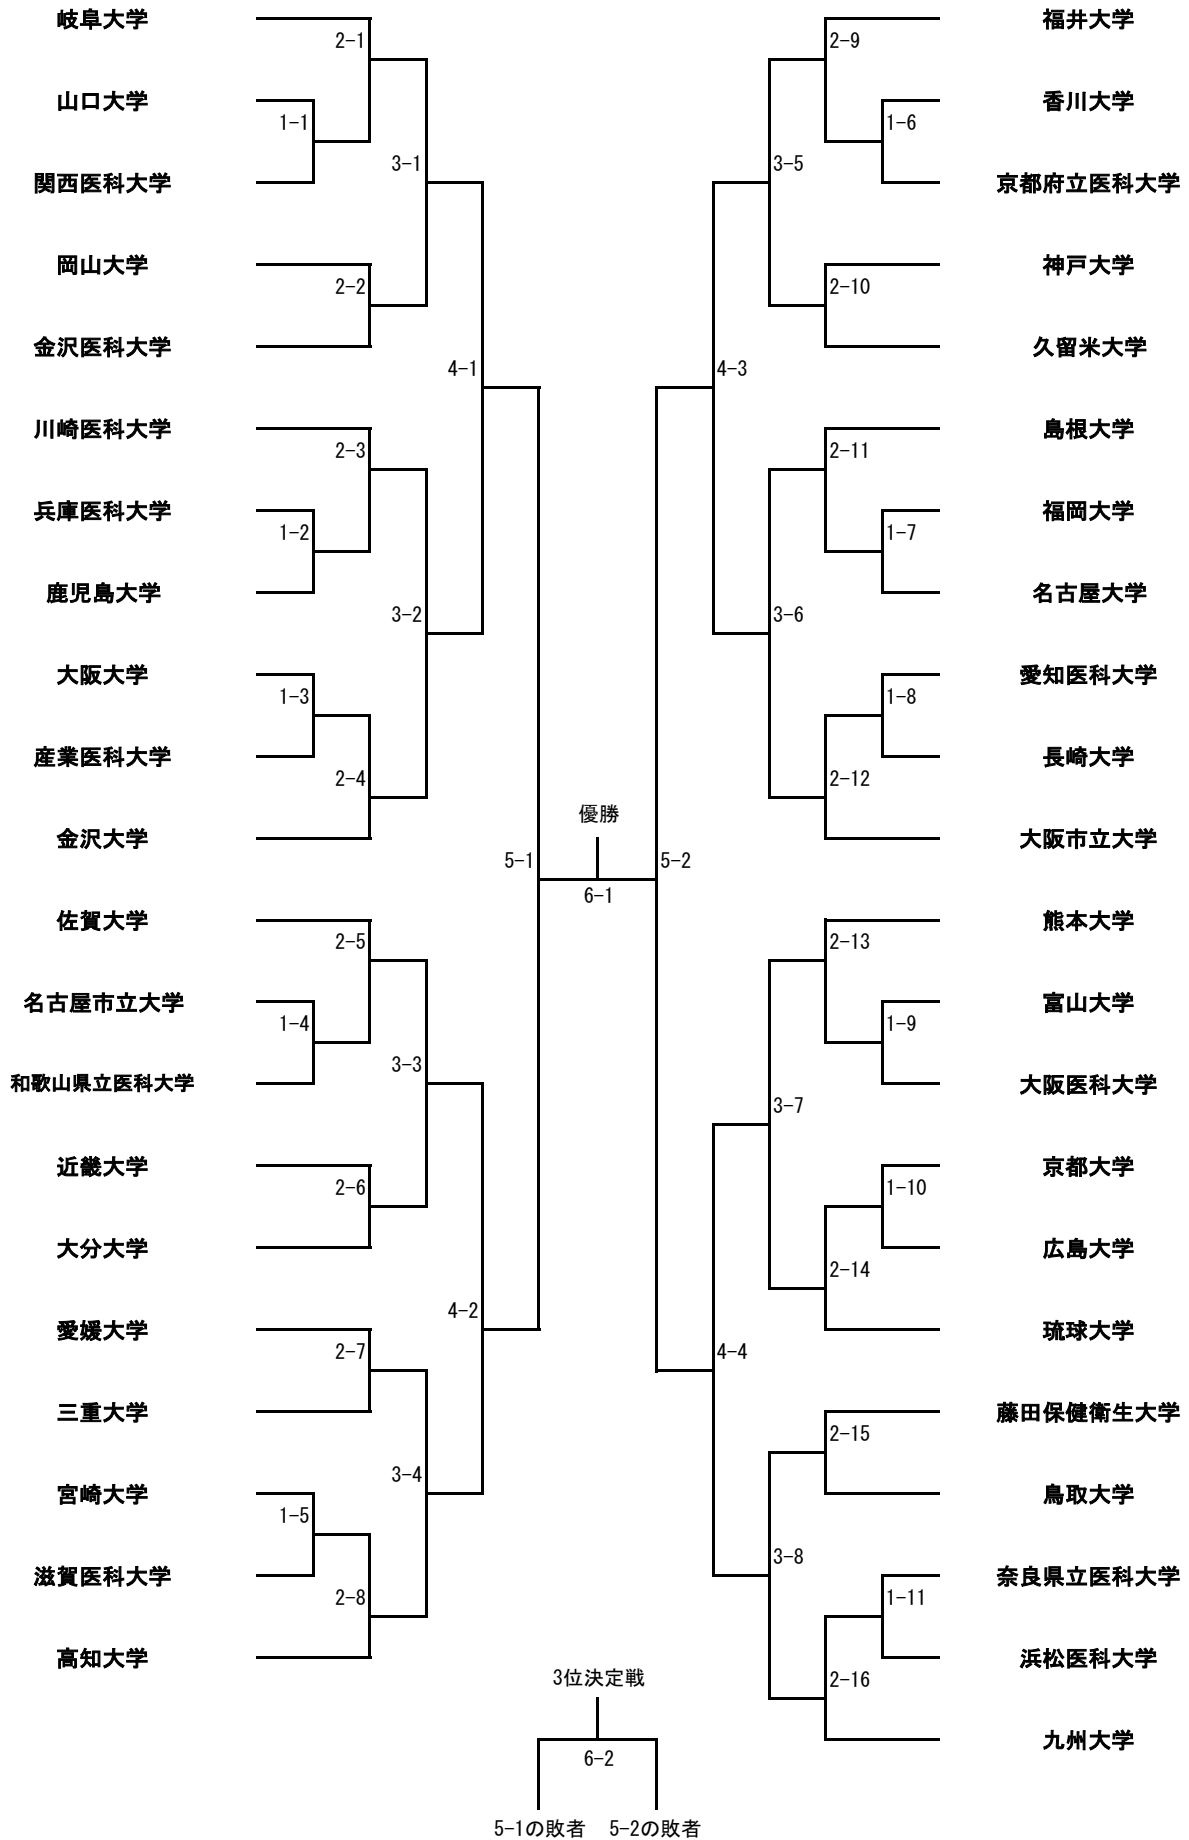 岐阜大学
2-1
山口大学
1-1
関西医科大学
3-1
岡山大学
2-2
金沢医科大学
4-1
川崎医科大学
2-3
兵庫医科大学
1-2
鹿児島大学
3-2
大阪大学
1-3
産業医科大学
2-4
金沢大学
5-1
佐賀大学
2-5
名古屋市立大学
1-4
和歌山県立医科大学
3-3
近畿大学
2-6
大分大学
4-2
愛媛大学
2-7
三重大学
3-4
宮崎大学
1-5
滋賀医科大学
2-8
高知大学
優勝
6-1
福井大学
2-9
香川大学
1-6
京都府立医科大学
3-5
神戸大学
2-10
久留米大学
4-3
島根大学
2-11
福岡大学
1-7
名古屋大学
3-6
愛知医科大学
1-8
長崎大学
2-12
大阪市立大学
5-2
熊本大学
2-13
富山大学
1-9
大阪医科大学
3-7
京都大学
1-10
広島大学
2-14
琉球大学
4-4
藤田保健衛生大学
2-15
鳥取大学
3-8
奈良県立医科大学
1-11
浜松医科大学
2-16
九州大学
3位決定戦
6-2
5-1の敗者 5-2の敗者